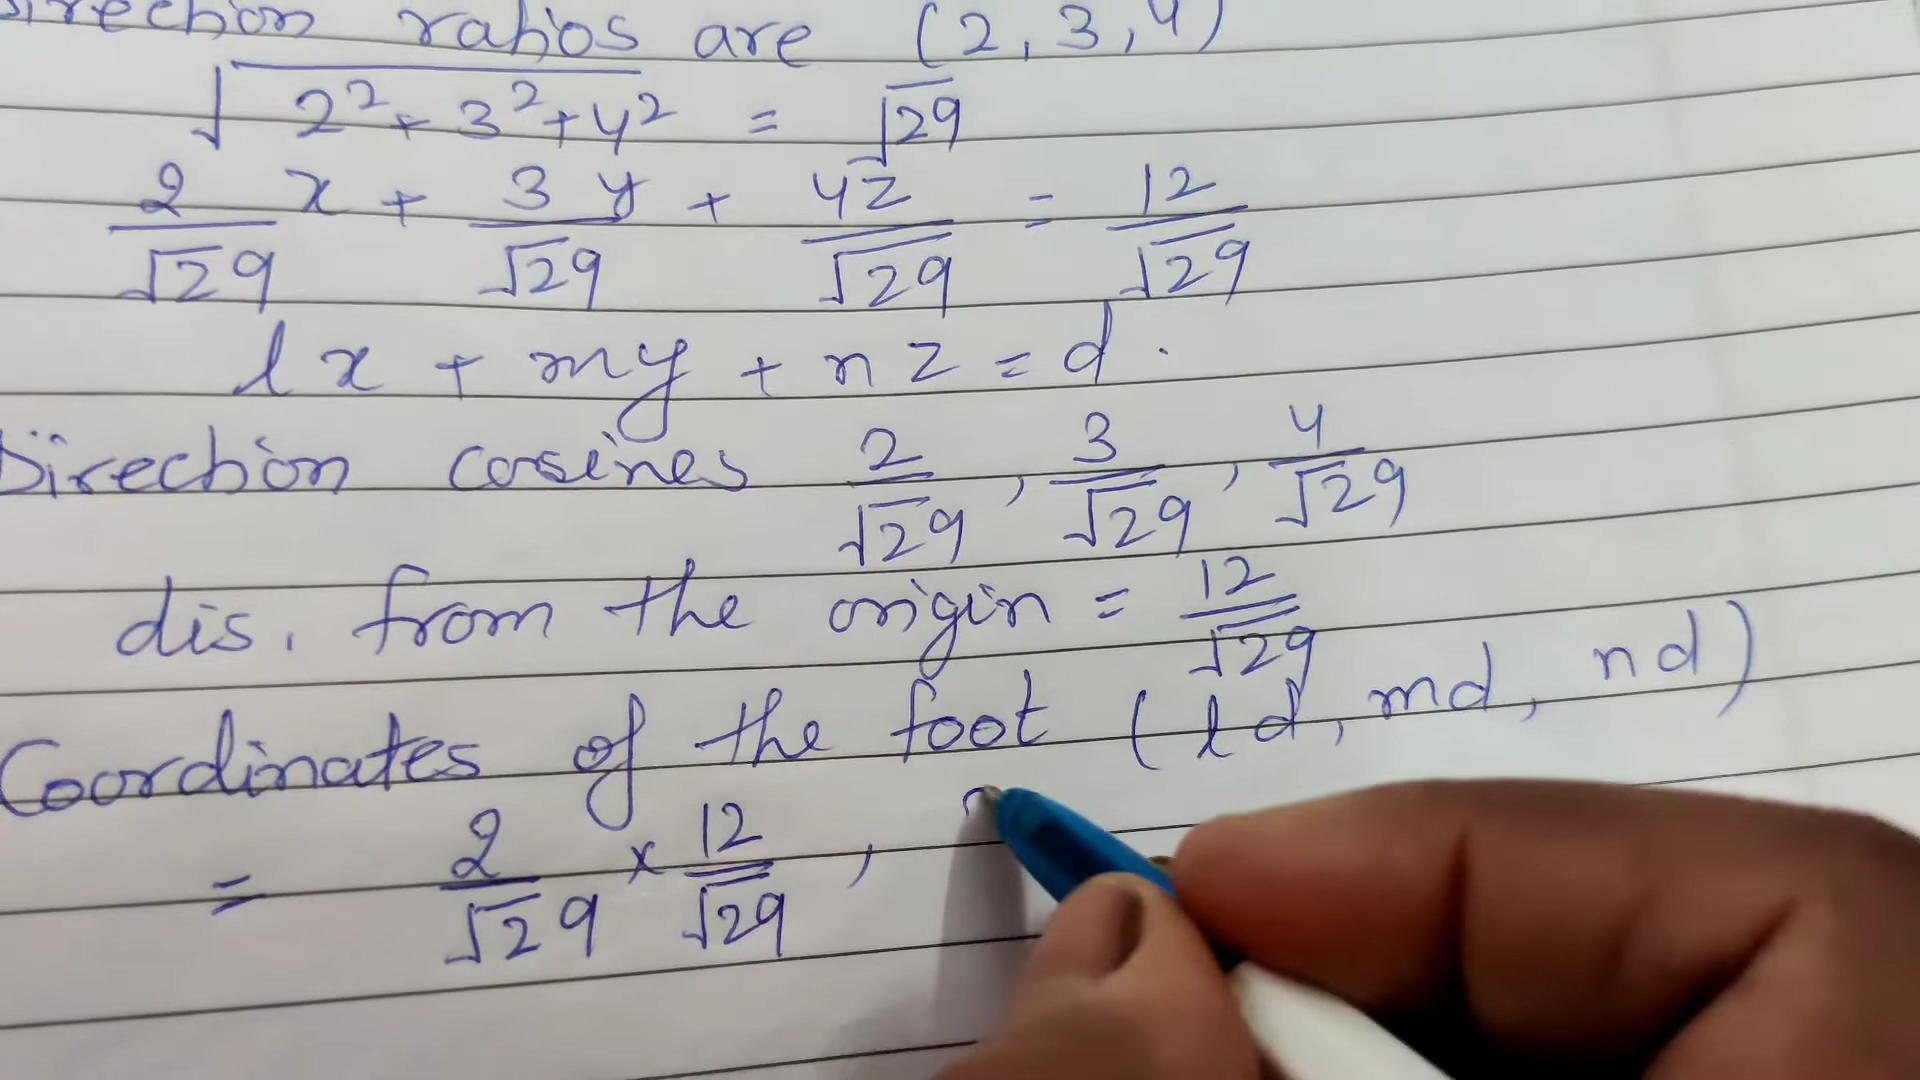 Direction ratios are (2, 3, 4)
√2² + 3² + 4² = √29
2/√29 x + 3y/√29 + 4z/√29 = 12/√29
lx + my + nz = d.
Direction cosines 2/√29, 3/√29, 4/√29
dis. from the origin = 12/√29
Coordinates of the foot (ld, md, nd)
= 2/√29 × 12/√29 ,